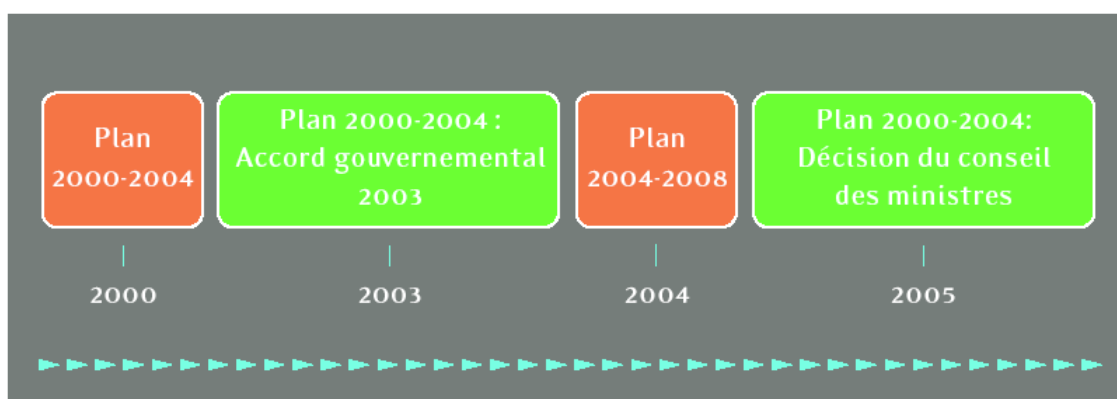 Plan
2000-2004
Plan 2000-2004 :
Accord gouvernemental
2003
Plan
2004-2008
Plan 2000-2004:
Décision du conseil
des ministres
2000
2003
2004
2005